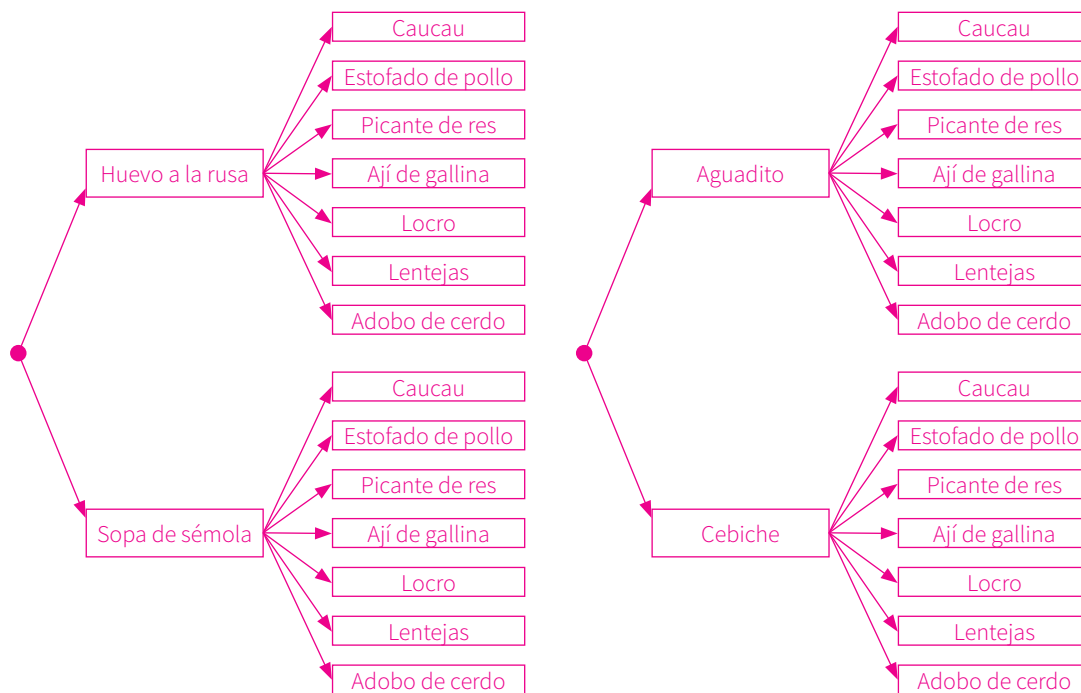 Huevo a la rusa
Caucau
Estofado de pollo
Picante de res
Ají de gallina
Locro
Lentejas
Adobo de cerdo
Sopa de sémola
Caucau
Estofado de pollo
Picante de res
Ají de gallina
Locro
Lentejas
Adobo de cerdo
Aguadito
Caucau
Estofado de pollo
Picante de res
Ají de gallina
Locro
Lentejas
Adobo de cerdo
Cebiche
Caucau
Estofado de pollo
Picante de res
Ají de gallina
Locro
Lentejas
Adobo de cerdo